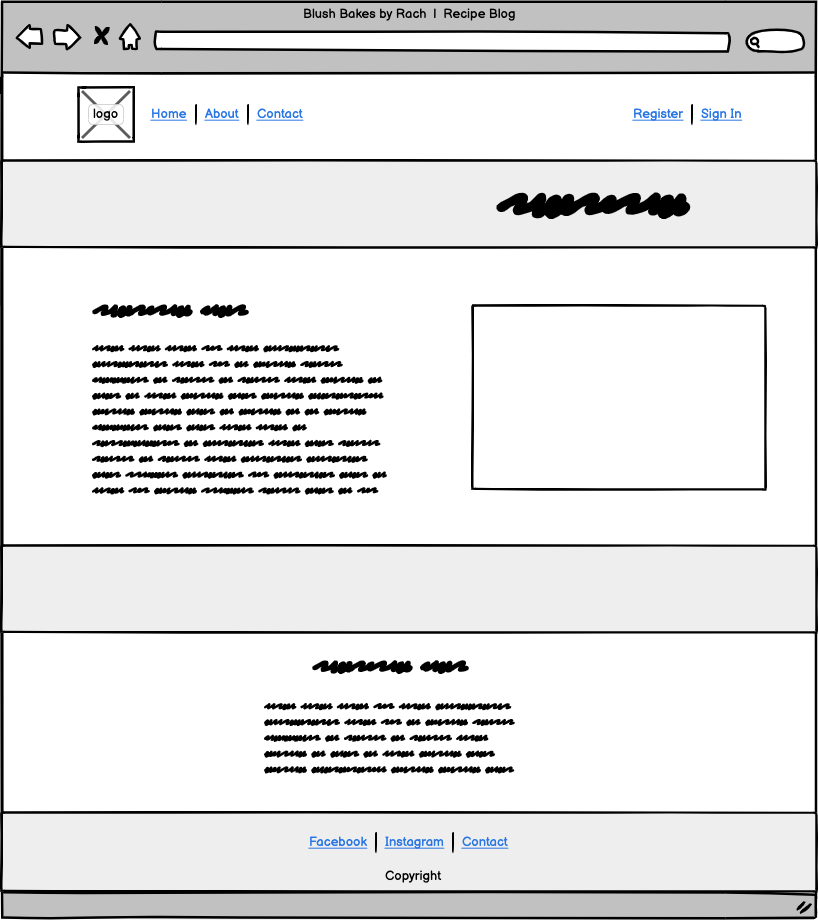 Blush Bakes by Rach | Recipe Blog
logo Home | About | Contact Register | Sign In
Facebook | Instagram | Contact
Copyright